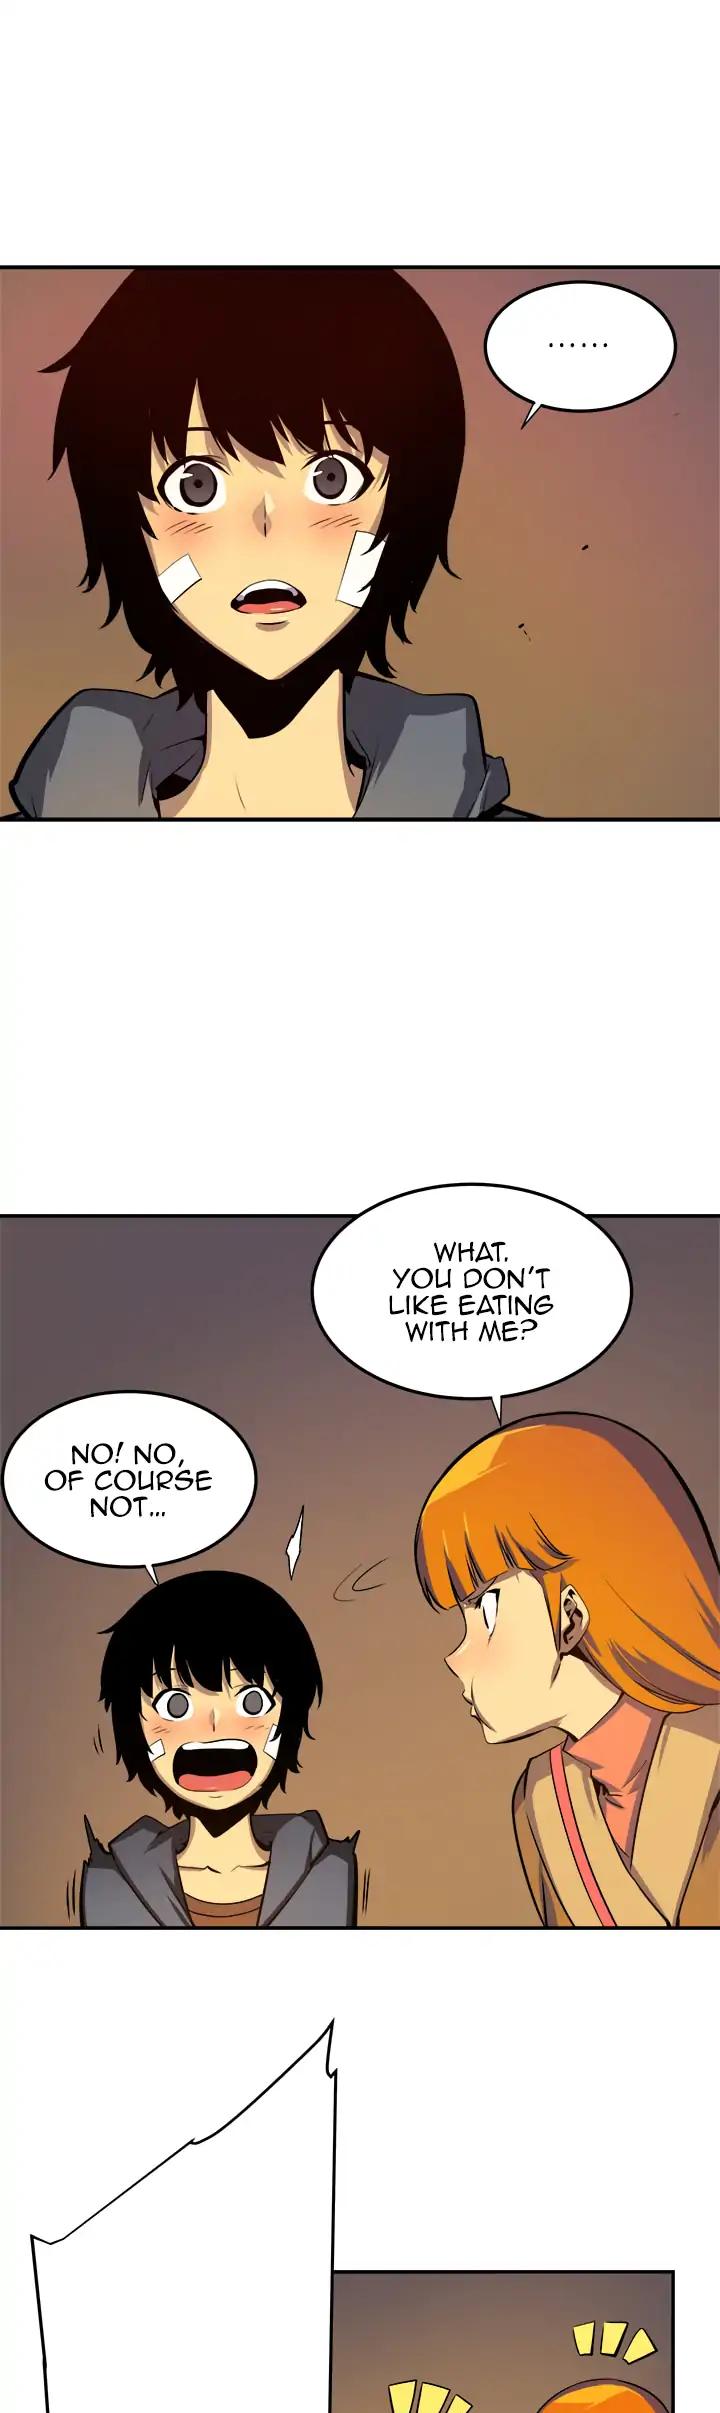 ......
WHAT.
YOU DON'T
LIKE EATING
WITH ME?
NO! NO,
OF COURSE
NOT...